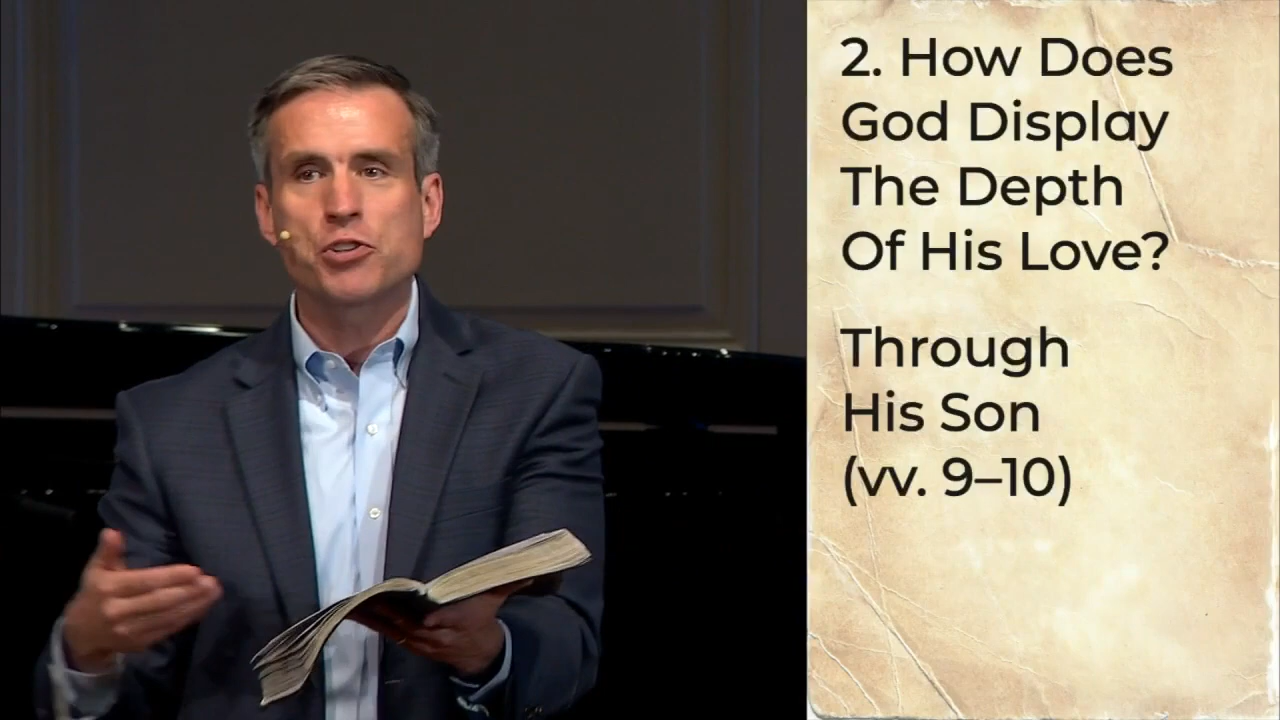 2. How Does
God Display
The Depth
Of His Love?
Through
His Son
(vv. 9–10)